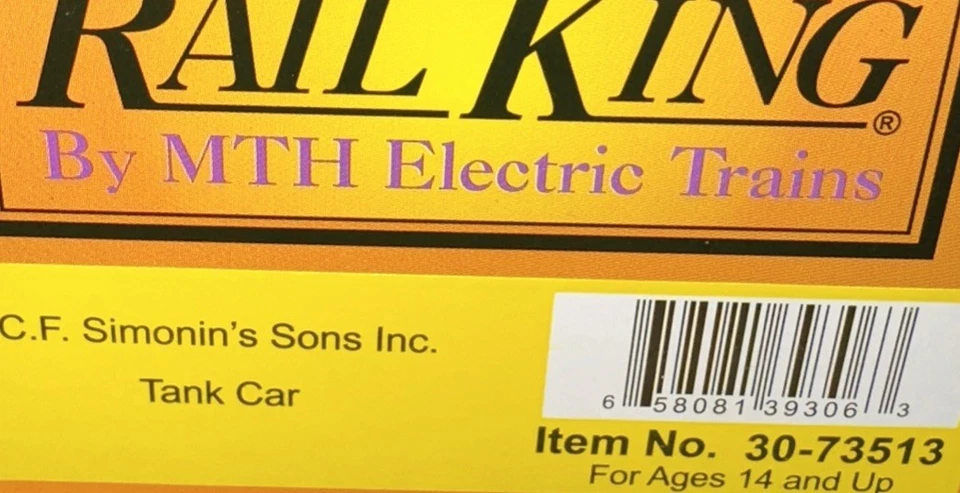 RAIL KING®
By MTH Electric Trains
C.F. Simonin's Sons Inc.
Tank Car
6 58081 39306 3
Item No. 30-73513
For Ages 14 and Up